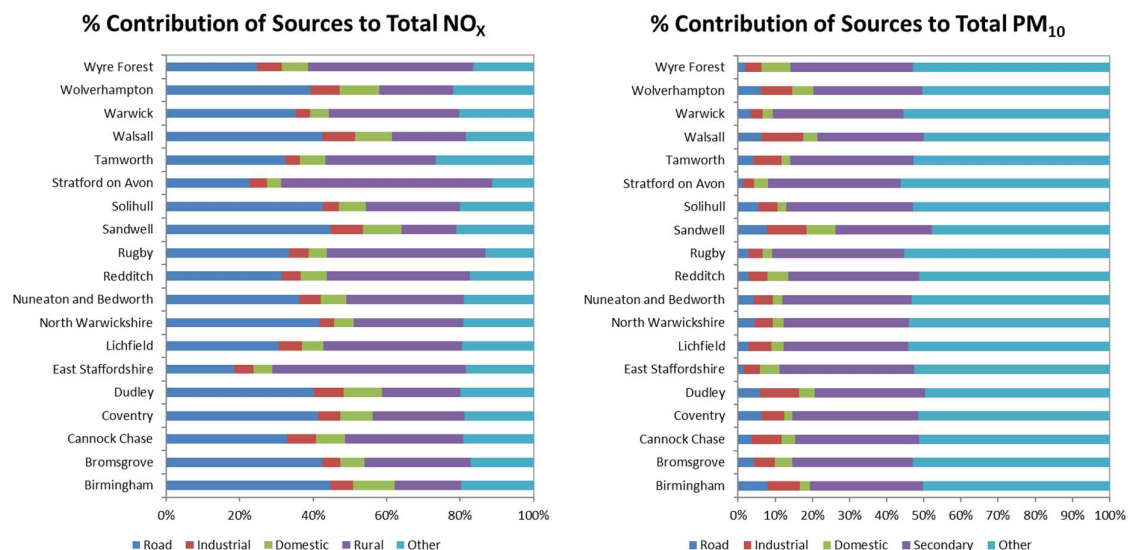 % Contribution of Sources to Total NOX
Wyre Forest
Wolverhampton
Warwick
Walsall
Tamworth
Stratford on Avon
Solihull
Sandwell
Rugby
Redditch
Nuneaton and Bedworth
North Warwickshire
Lichfield
East Staffordshire
Dudley
Coventry
Cannock Chase
Bromsgrove
Birmingham
0% 20% 40% 60% 80% 100%
Road Industrial Domestic Rural Other
% Contribution of Sources to Total PM10
Wyre Forest
Wolverhampton
Warwick
Walsall
Tamworth
Stratford on Avon
Solihull
Sandwell
Rugby
Redditch
Nuneaton and Bedworth
North Warwickshire
Lichfield
East Staffordshire
Dudley
Coventry
Cannock Chase
Bromsgrove
Birmingham
0% 10% 20% 30% 40% 50% 60% 70% 80% 90% 100%
Road Industrial Domestic Secondary Other